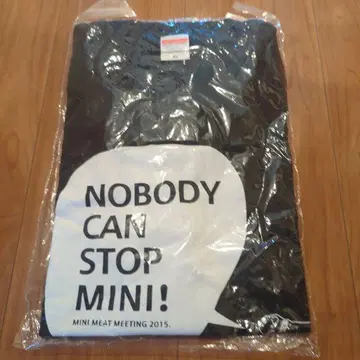 NOBODY
CAN
STOP
MINI!
MINI MEAT MEETING 2015.